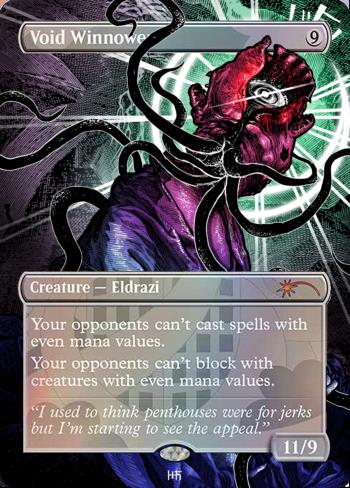 Void Winnower
9
Creature — Eldrazi
Your opponents can't cast spells with
even mana values.
Your opponents can't block with
creatures with even mana values.
"I used to think penthouses were for jerks
but I'm starting to see the appeal."
11/9